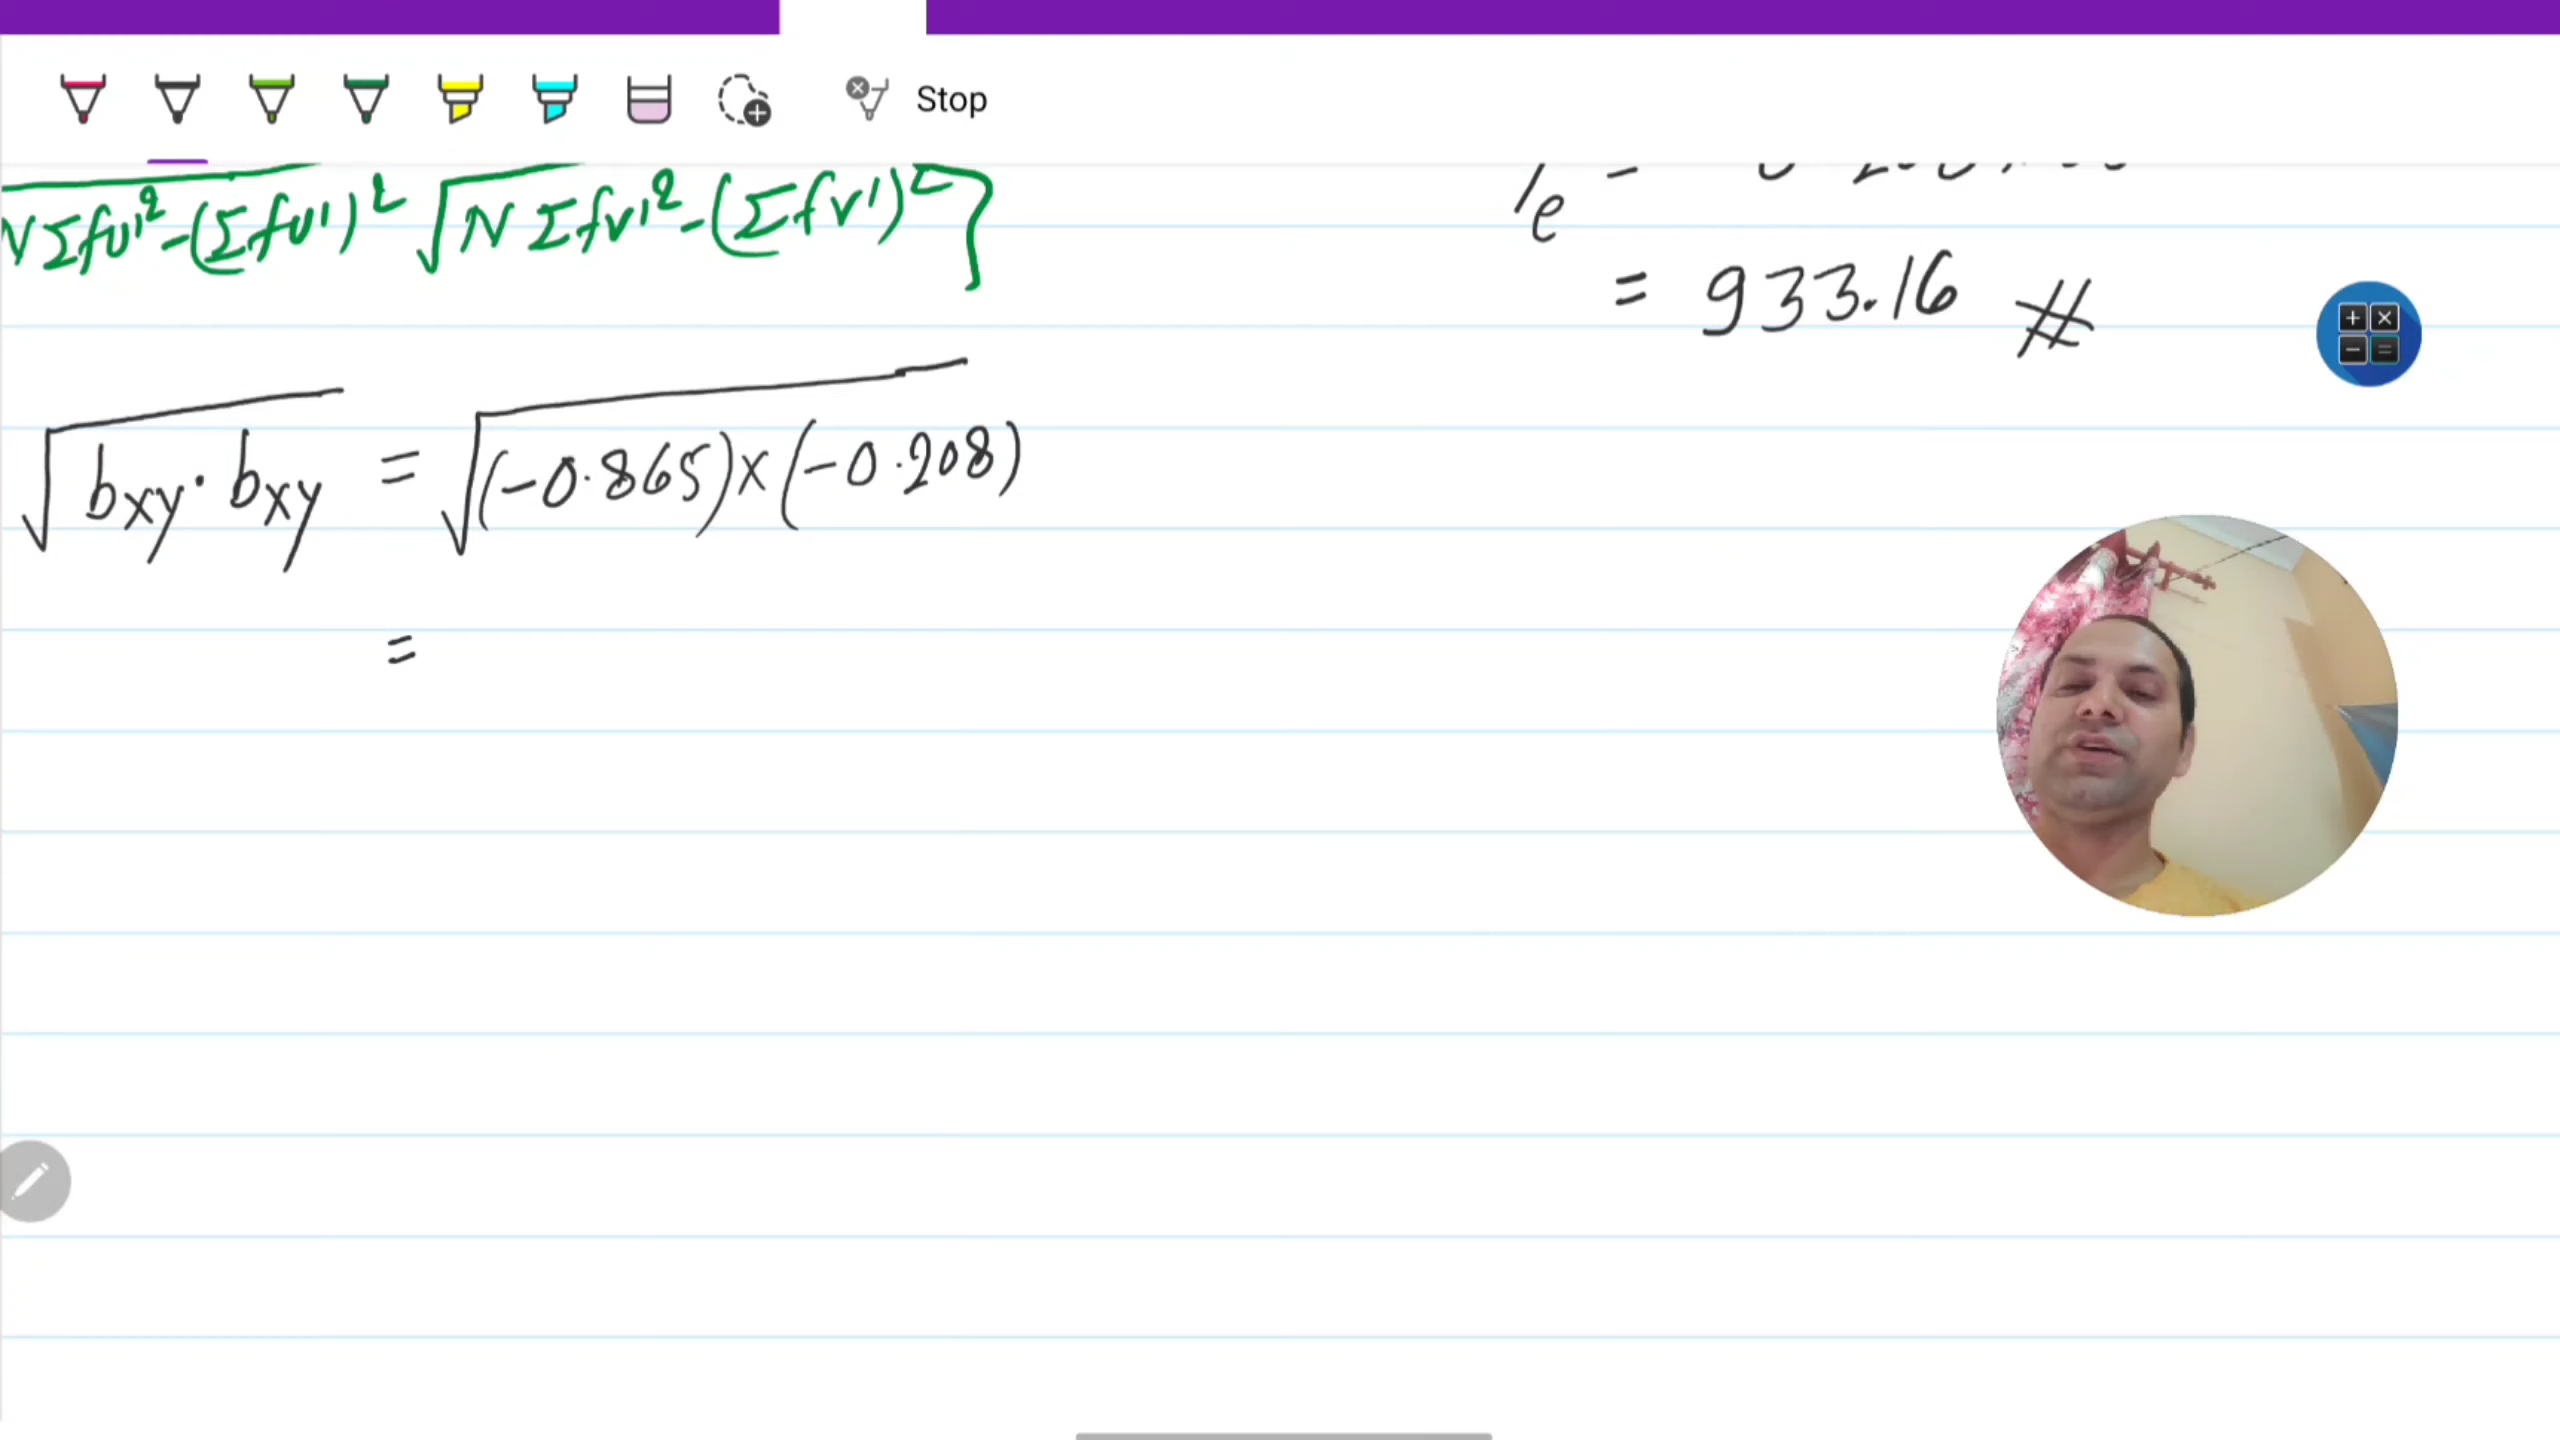 Stop
NΣfu'² - (Σfu')² √NΣfv'² - (Σfv')² }
= 933.16 #
√bxy · bxy = √(-0.865) × (-0.208)
=